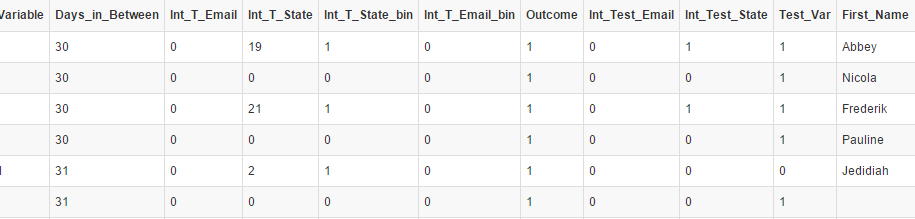 Variable Days_in_Between Int_T_Email Int_T_State Int_T_State_bin Int_T_Email_bin Outcome Int_Test_Email Int_Test_State Test_Var First_Name
30 0 19 1 0 1 0 1 1 Abbey
30 0 0 0 0 1 0 0 1 Nicola
30 0 21 1 0 1 0 1 1 Frederik
30 0 0 0 0 1 0 0 1 Pauline
31 0 2 1 0 1 0 0 0 Jedidiah
31 0 0 0 0 1 0 0 1